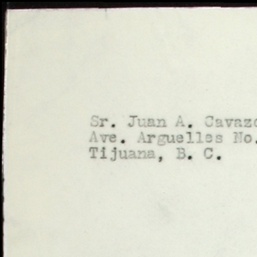 Sr. Juan A. Cavazo
Ave. Arguelles No.
Tijuana, B. C.